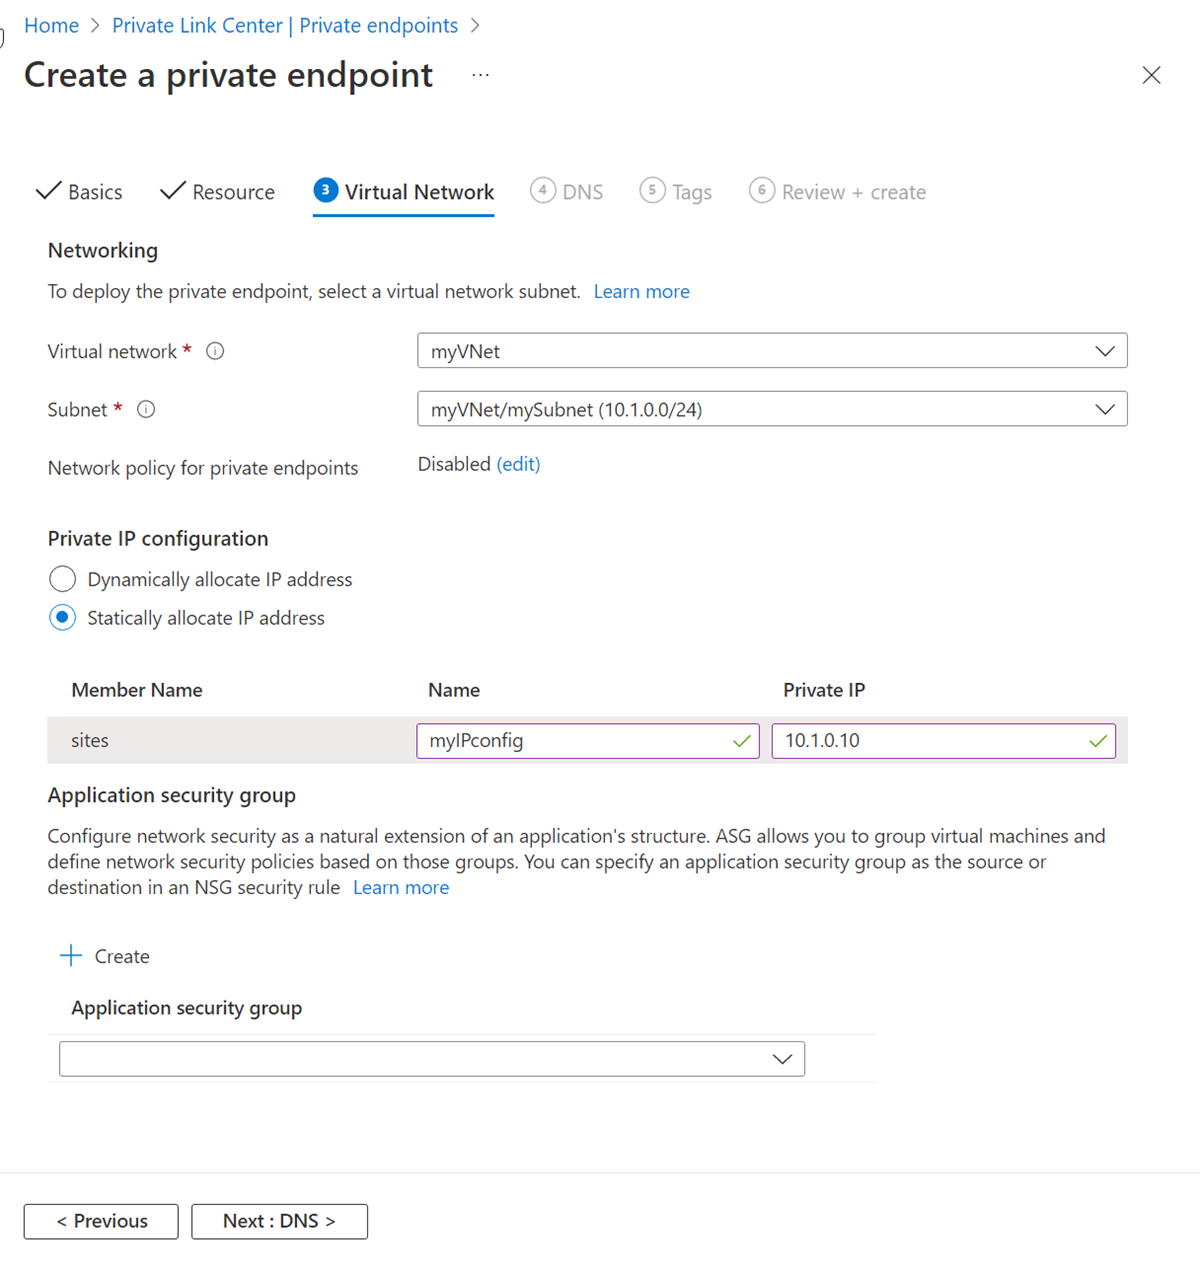 Home > Private Link Center | Private endpoints >
Create a private endpoint ...
Basics Resource 3 Virtual Network 4 DNS 5 Tags 6 Review + create
Networking
To deploy the private endpoint, select a virtual network subnet. Learn more
Virtual network * myVNet
Subnet * myVNet/mySubnet (10.1.0.0/24)
Network policy for private endpoints Disabled (edit)
Private IP configuration
Dynamically allocate IP address
Statically allocate IP address
Member Name Name Private IP
sites myIPconfig 10.1.0.10
Application security group
Configure network security as a natural extension of an application's structure. ASG allows you to group virtual machines and
define network security policies based on those groups. You can specify an application security group as the source or
destination in an NSG security rule Learn more
+ Create
Application security group
< Previous Next : DNS >